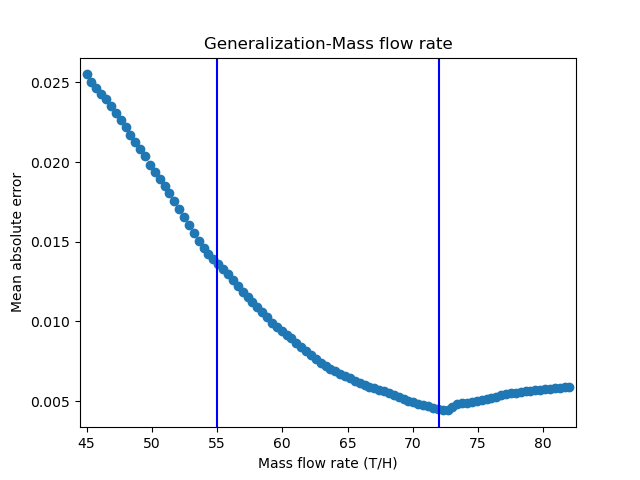 Generalization-Mass flow rate
0.025
0.020
0.015
0.010
0.005
Mean absolute error
45 50 55 60 65 70 75 80
Mass flow rate (T/H)